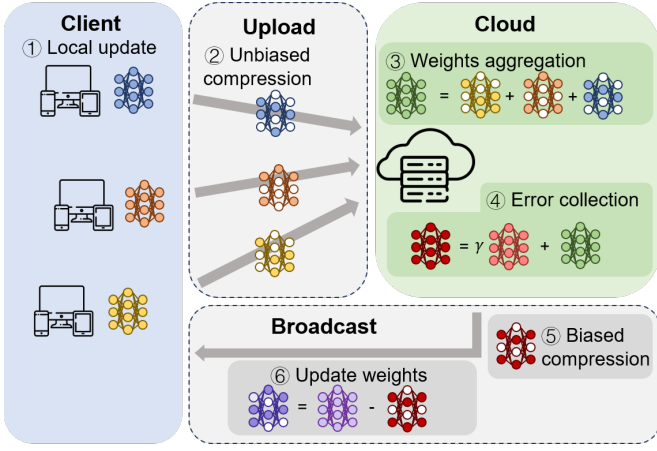 Client
① Local update
Upload
② Unbiased
compression
Cloud
③ Weights aggregation
= + +
④ Error collection
= γ +
Broadcast
⑤ Biased
compression
⑥ Update weights
= -